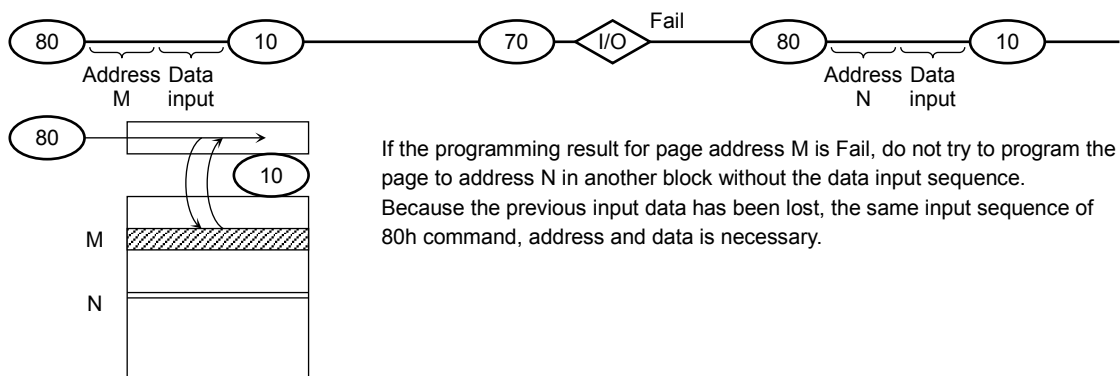 Fail
80 10 70 I/O 80 10
Address Data Address Data
M input N input
80
If the programming result for page address M is Fail, do not try to program the
10
page to address N in another block without the data input sequence.
Because the previous input data has been lost, the same input sequence of
M
80h command, address and data is necessary.
N